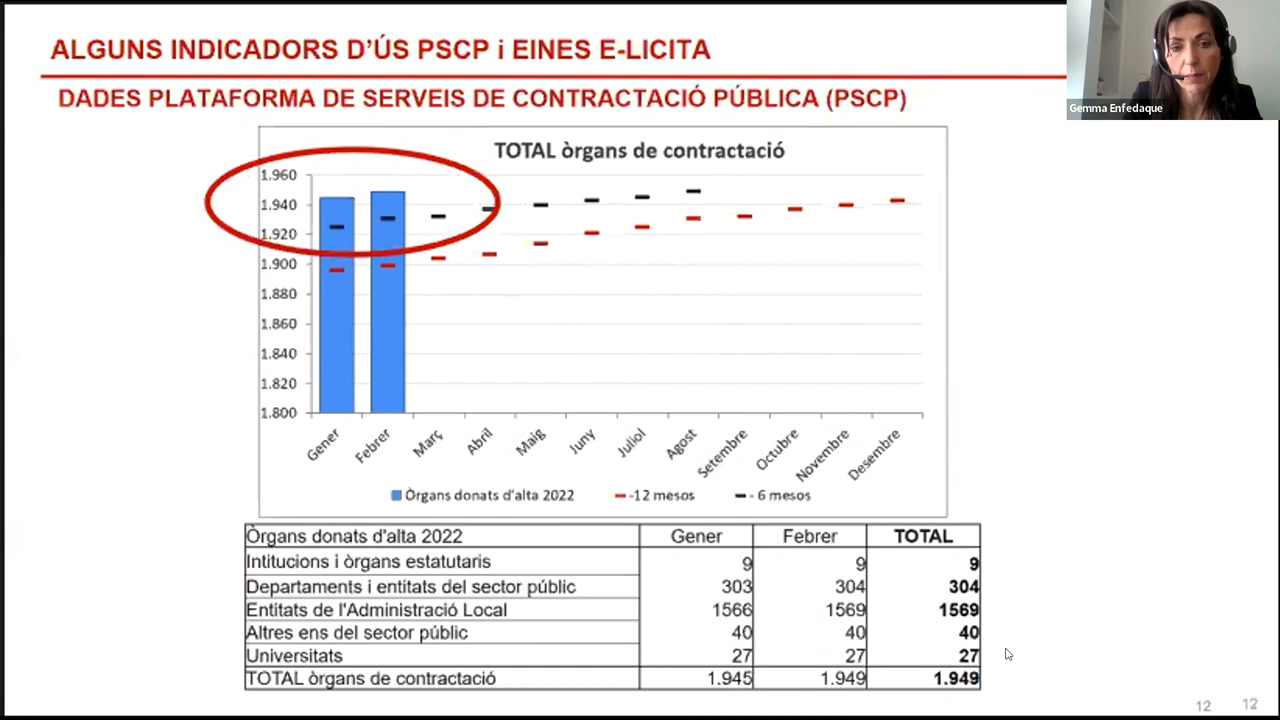 ALGUNS INDICADORS D'ÚS PSCP i EINES E-LICITA
Gemma Enfedaque
DADES PLATAFORMA DE SERVEIS DE CONTRACTACIÓ PÚBLICA (PSCP)
TOTAL òrgans de contractació
1.960
1.940
1.920
1.900
1.880
1.860
1.840
1.820
1.800
Gener Febrer Març Abril Maig Juny Juliol Agost Setembre Octubre Novembre Desembre
Òrgans donats d'alta 2022 -12 mesos - 6 mesos
Òrgans donats d'alta 2022 Gener Febrer TOTAL
Intitucions i òrgans estatutaris 9 9 9
Departaments i entitats del sector públic 303 304 304
Entitats de l'Administració Local 1566 1569 1569
Altres ens del sector públic 40 40 40
Universitats 27 27 27
TOTAL òrgans de contractació 1.945 1.949 1.949
12 12